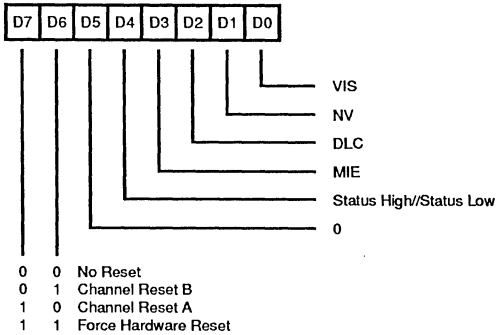 D7 D6 D5 D4 D3 D2 D1 D0
VIS
NV
DLC
MIE
Status High//Status Low
0
0 0 No Reset
0 1 Channel Reset B
1 0 Channel Reset A
1 1 Force Hardware Reset